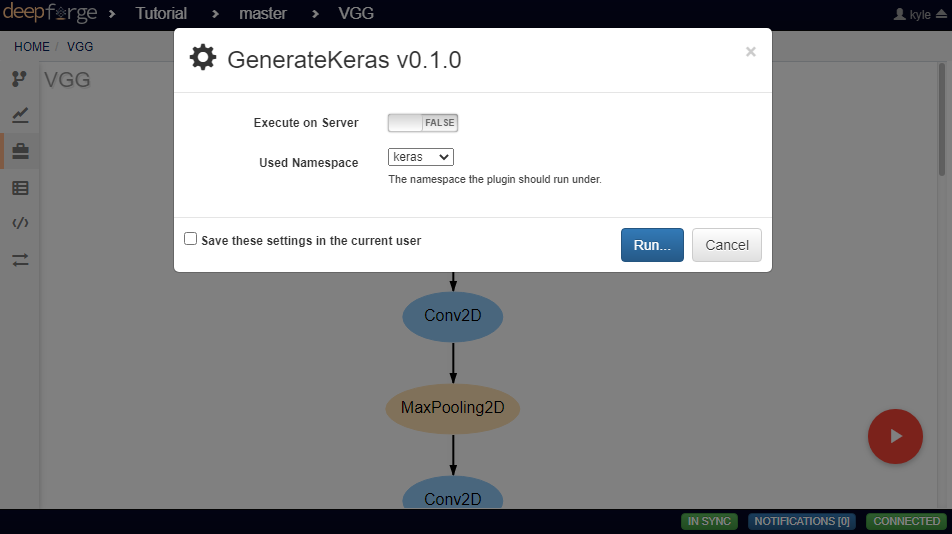 deepforge Tutorial master VGG kyle
HOME / VGG
VGG
GenerateKeras v0.1.0
×
Execute on Server FALSE
Used Namespace keras
The namespace the plugin should run under.
Save these settings in the current user Run... Cancel
Conv2D
MaxPooling2D
Conv2D
IN SYNC NOTIFICATIONS [0] CONNECTED